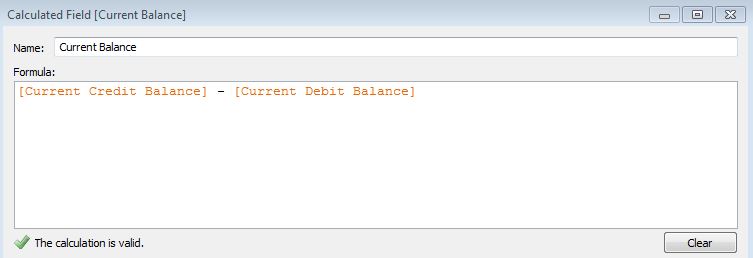 Calculated Field [Current Balance]
Name: Current Balance
Formula:
[Current Credit Balance] - [Current Debit Balance]
The calculation is valid. Clear